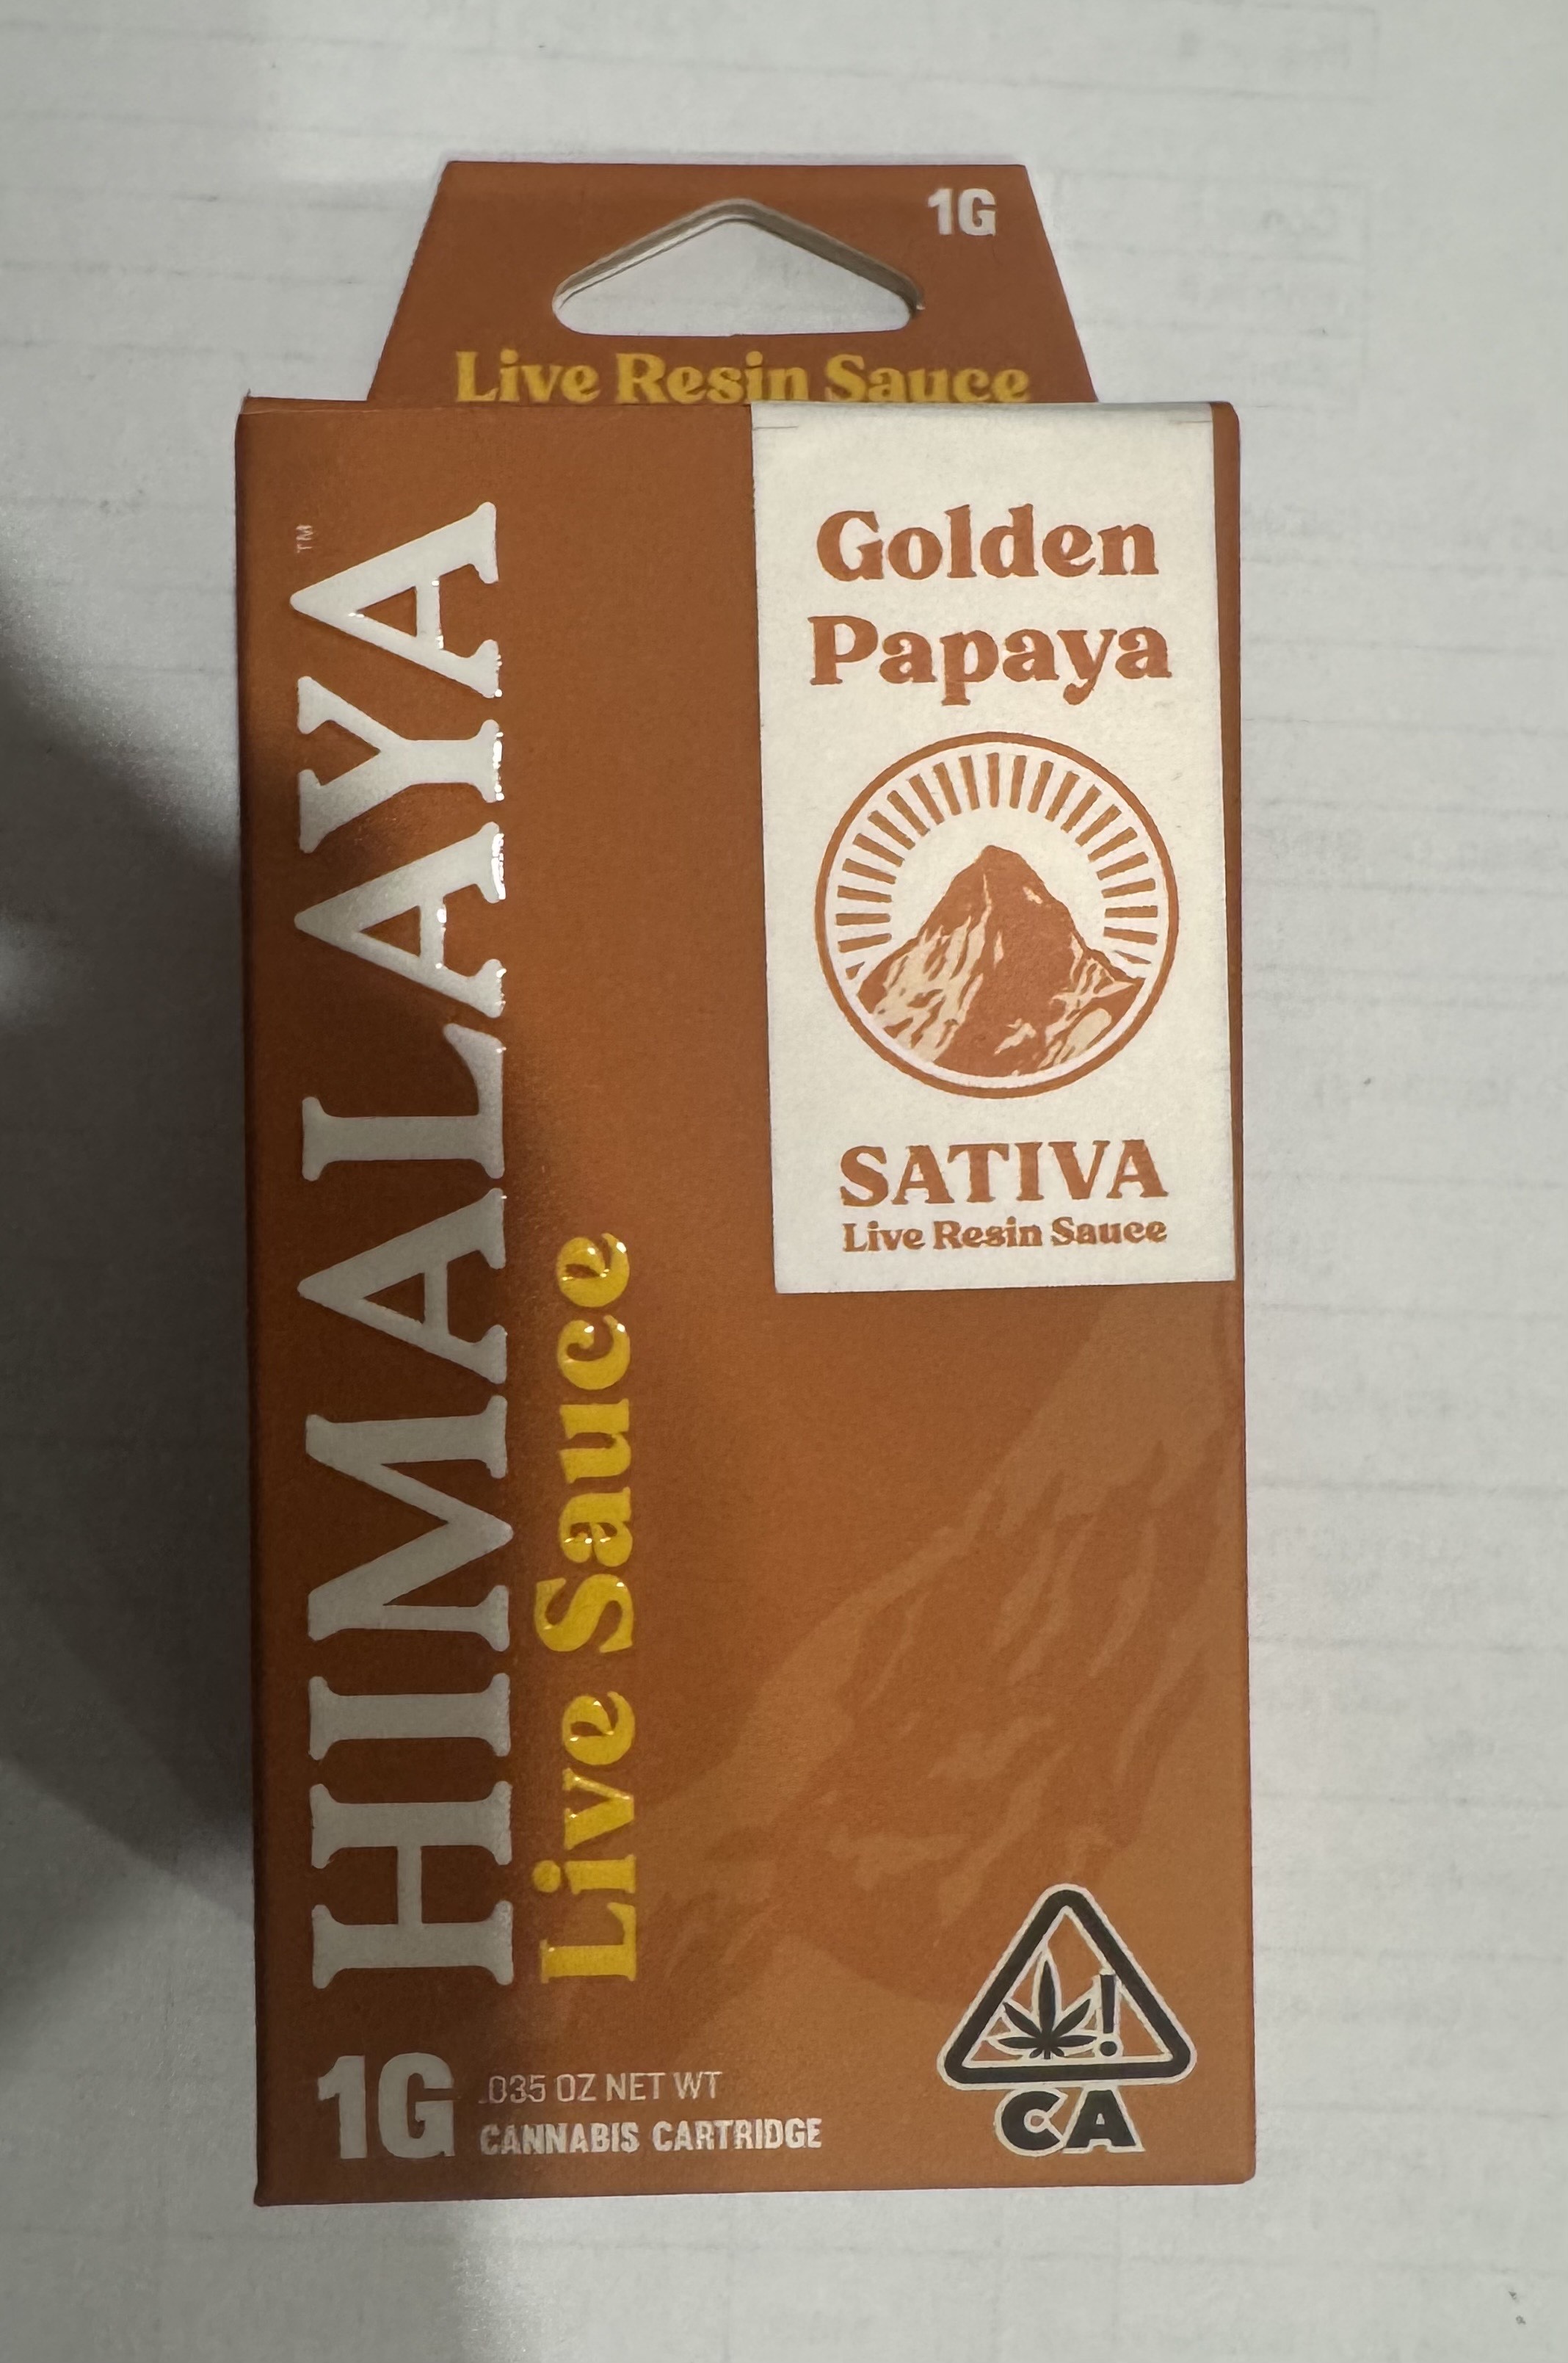 1G
Live Resin Sauce
HIMALAYA™
Live Sauce
Golden
Papaya
SATIVA
Live Resin Sauce
1G
.035 OZ NET WT
CANNABIS CARTRIDGE
!
CA